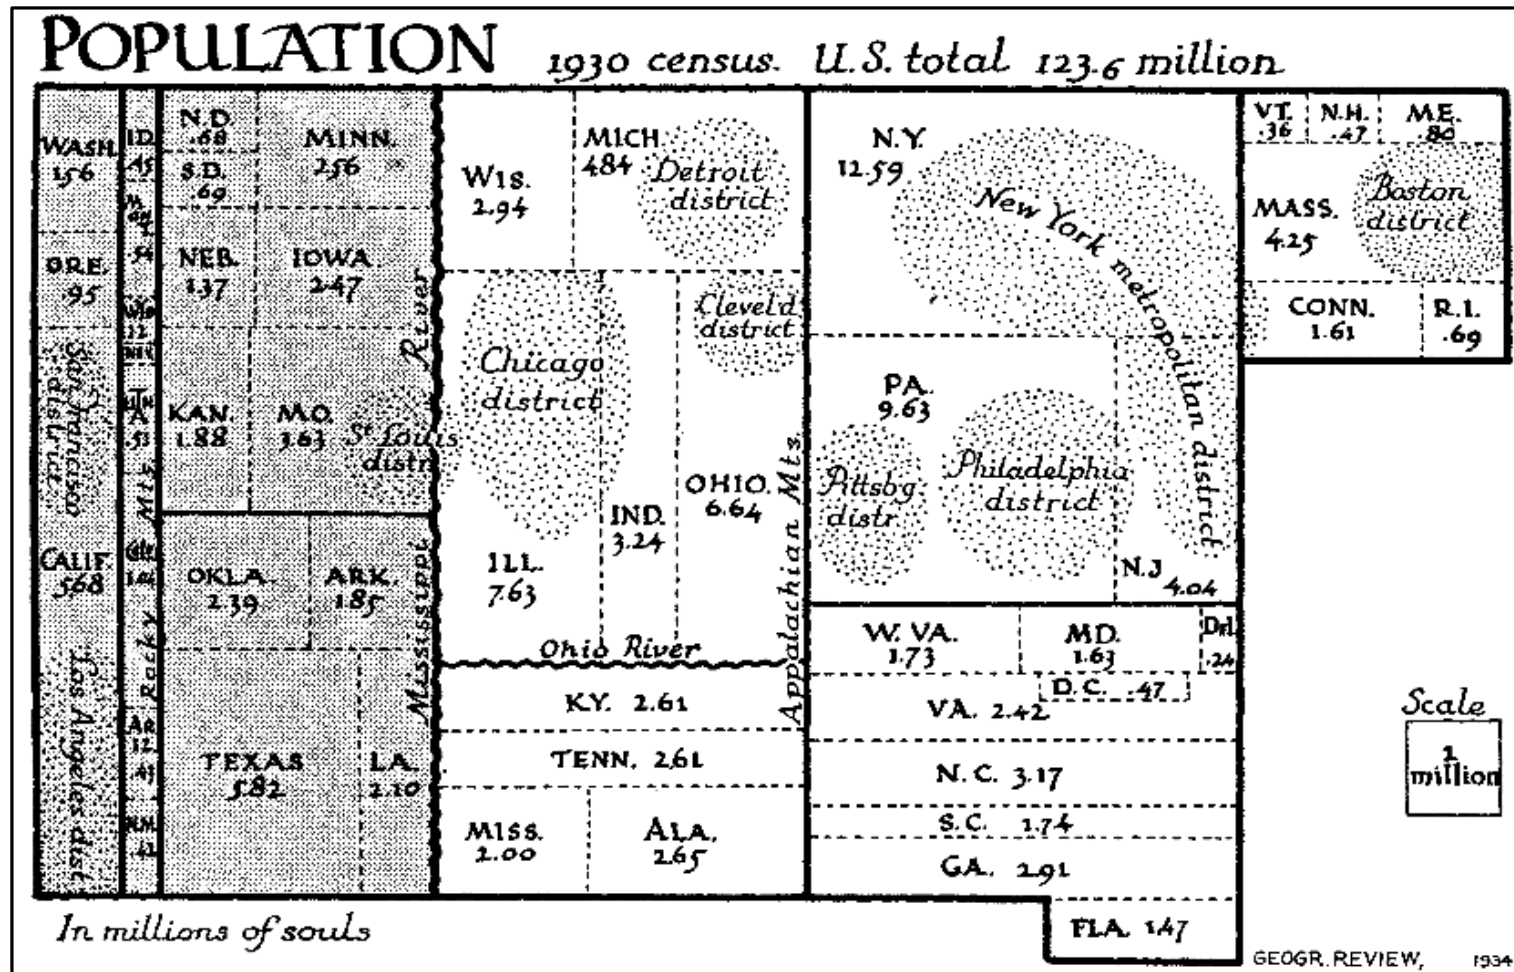 POPULATION 1930 census. U.S. total 123.6 million
WASH.
1.56
ORE.
.95
San Francisco
district
CALIF.
5.68
Los Angeles dist.
ID.
.45
.54
.53
Rocky Mts.
ARIZ.
.43
N.M.
.42
N.D.
.68
S.D.
.69
MINN.
2.56
NEB.
1.37
IOWA
2.47
KAN.
1.88
MO.
3.63
St Louis
distr.
OKLA.
2.39
ARK.
1.85
TEXAS
5.82
LA.
2.10
Mississippi River
WIS.
2.94
MICH
4.84
Detroit
district
Chicago
district
Clevel'd
district
ILL.
7.63
IND.
3.24
OHIO.
6.64
Ohio River
Appalachian Mts.
KY. 2.61
TENN. 2.61
MISS.
2.00
ALA.
2.65
N.Y.
12.59
New York metropolitan district
PA.
9.63
Pittsbg.
distr.
Philadelphia
district
N.J
4.04
W. VA.
1.73
MD.
1.63
Del
.24
D.C. .47
VA. 2.42
N.C. 3.17
S.C. 1.74
GA. 2.91
FLA. 1.47
VT.
.36
N.H.
.47
ME.
.80
MASS.
4.25
Boston
district
CONN.
1.61
R.I.
.69
Scale
1
million
In millions of souls
GEOGR. REVIEW, 1934